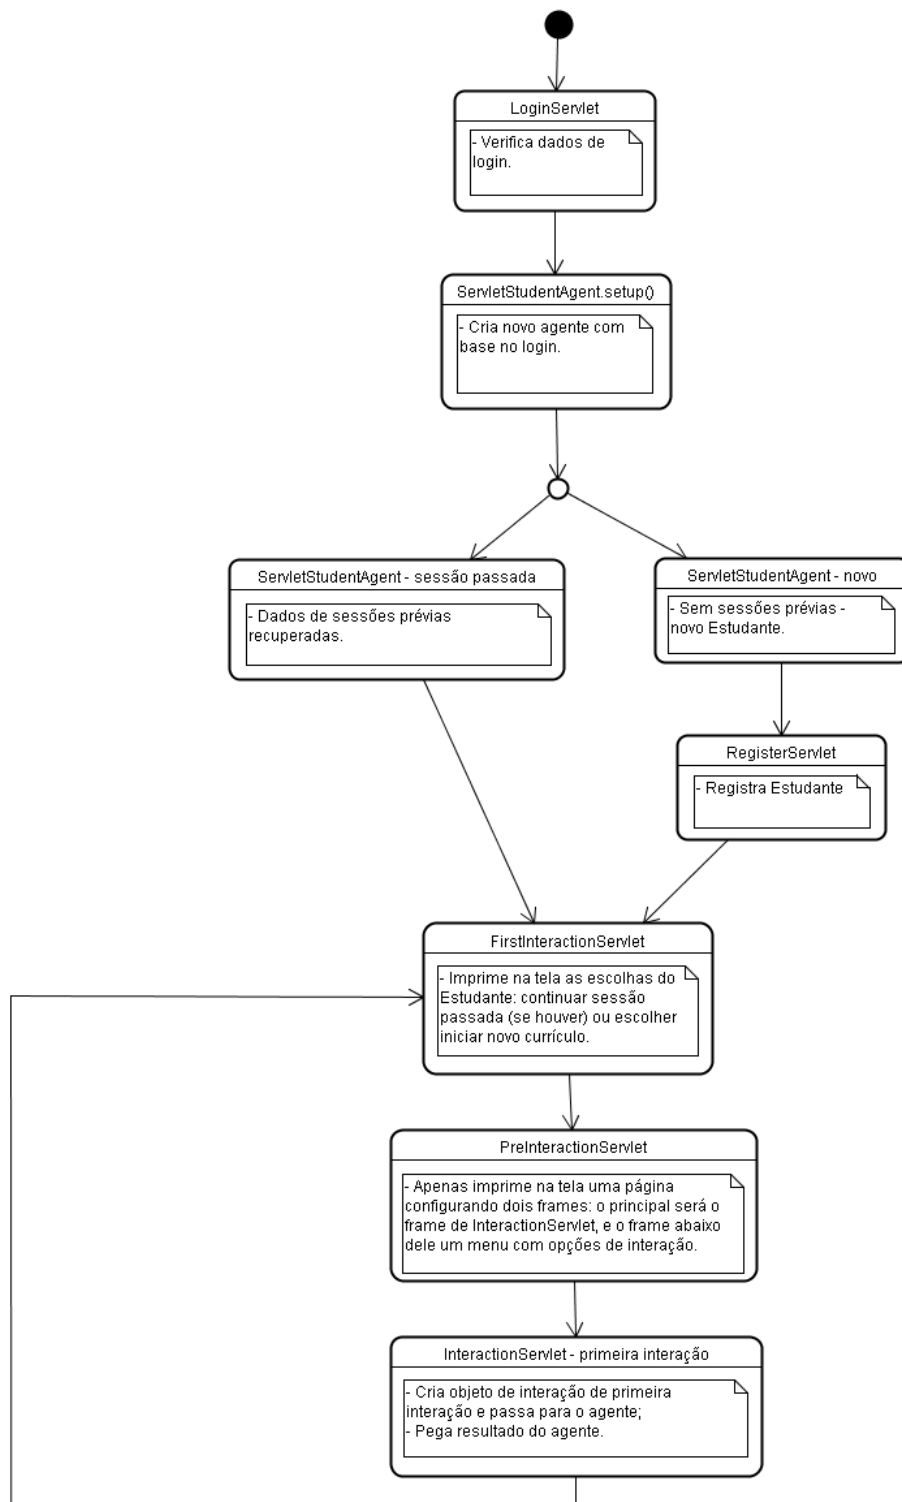 LoginServlet
- Verifica dados de
login.
ServletStudentAgent.setup()
- Cria novo agente com
base no login.
ServletStudentAgent - sessão passada
- Dados de sessões prévias
recuperadas.
ServletStudentAgent - novo
- Sem sessões prévias -
novo Estudante.
RegisterServlet
- Registra Estudante
FirstInteractionServlet
- Imprime na tela as escolhas do
Estudante: continuar sessão
passada (se houver) ou escolher
iniciar novo currículo.
PreInteractionServlet
- Apenas imprime na tela uma página
configurando dois frames: o principal será o
frame de InteractionServlet, e o frame abaixo
dele um menu com opções de interação.
InteractionServlet - primeira interação
- Cria objeto de interação de primeira
interação e passa para o agente;
- Pega resultado do agente.